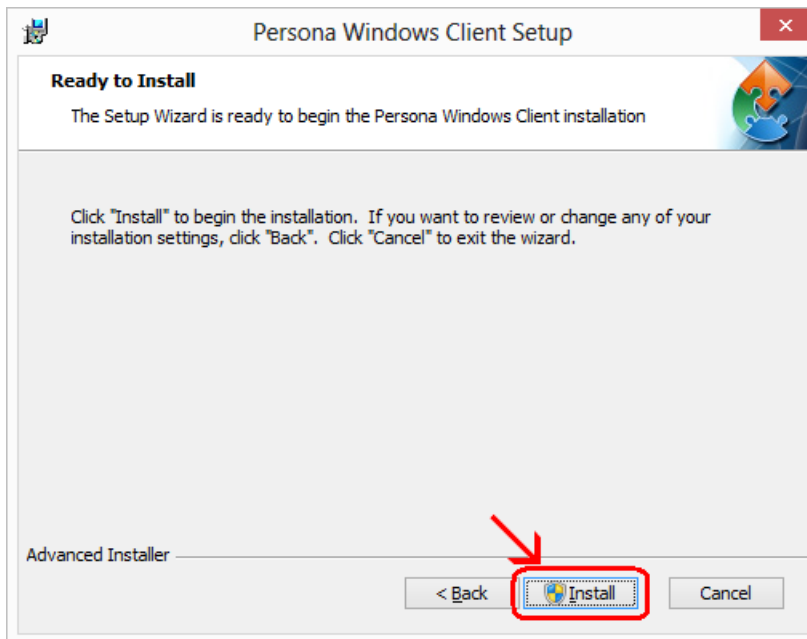 Persona Windows Client Setup
Ready to Install
The Setup Wizard is ready to begin the Persona Windows Client installation
Click "Install" to begin the installation. If you want to review or change any of your
installation settings, click "Back". Click "Cancel" to exit the wizard.
Advanced Installer
< Back Install Cancel